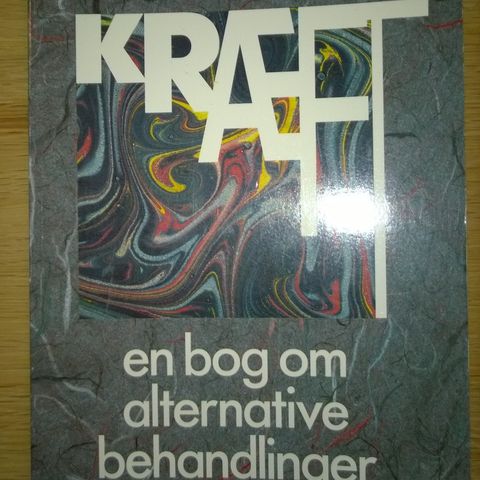 KRÆFT
en bog om
alternative
behandlinger